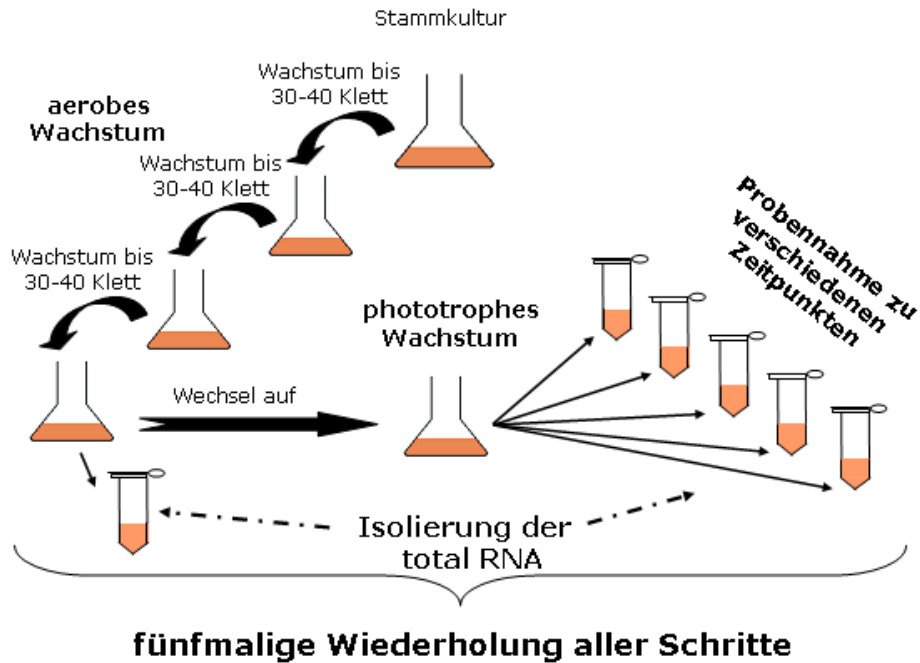 Stammkultur
Wachstum bis
30-40 Klett
aerobes
Wachstum
Wachstum bis
30-40 Klett
Wachstum bis
30-40 Klett
Probennahme zu
verschiedenen
Zeitpunkten
phototrophes
Wachstum
Wechsel auf
Isolierung der
total RNA
fünfmalige Wiederholung aller Schritte